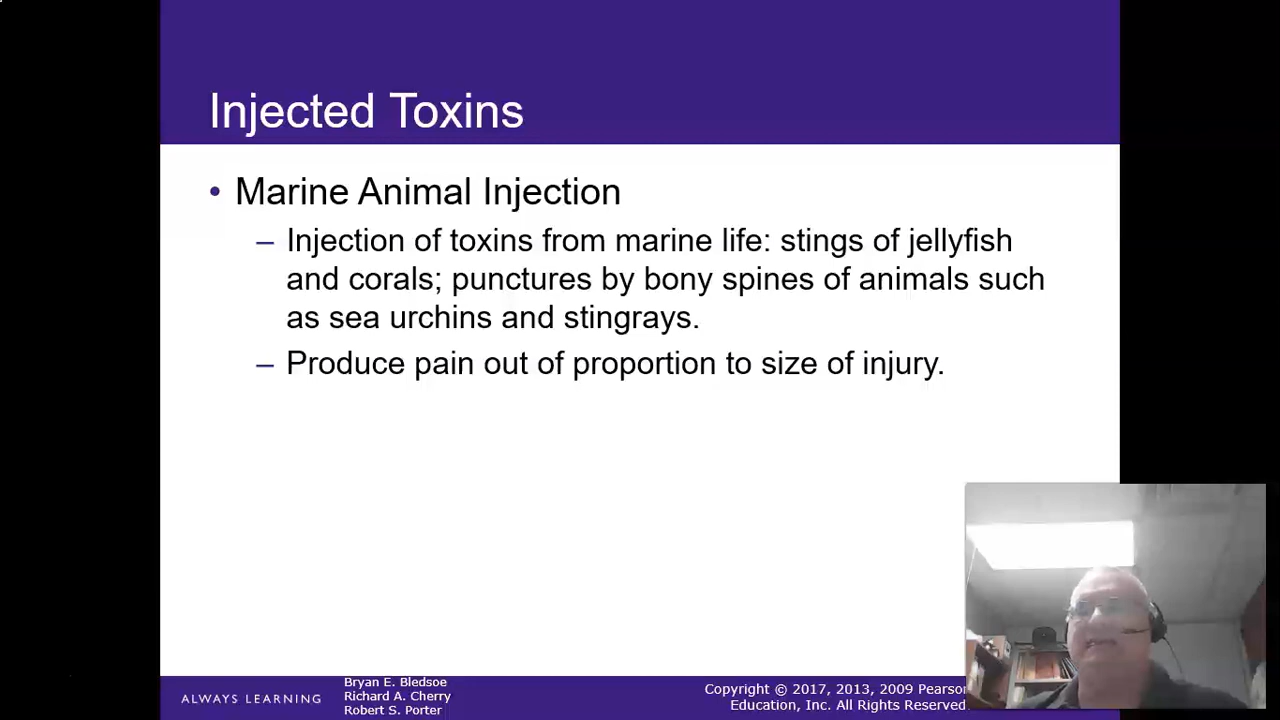 Injected Toxins
• Marine Animal Injection
– Injection of toxins from marine life: stings of jellyfish
and corals; punctures by bony spines of animals such
as sea urchins and stingrays.
– Produce pain out of proportion to size of injury.
ALWAYS LEARNING
Bryan E. Bledsoe
Richard A. Cherry
Robert S. Porter
Copyright © 2017, 2013, 2009 Pearson
Education, Inc. All Rights Reserved.